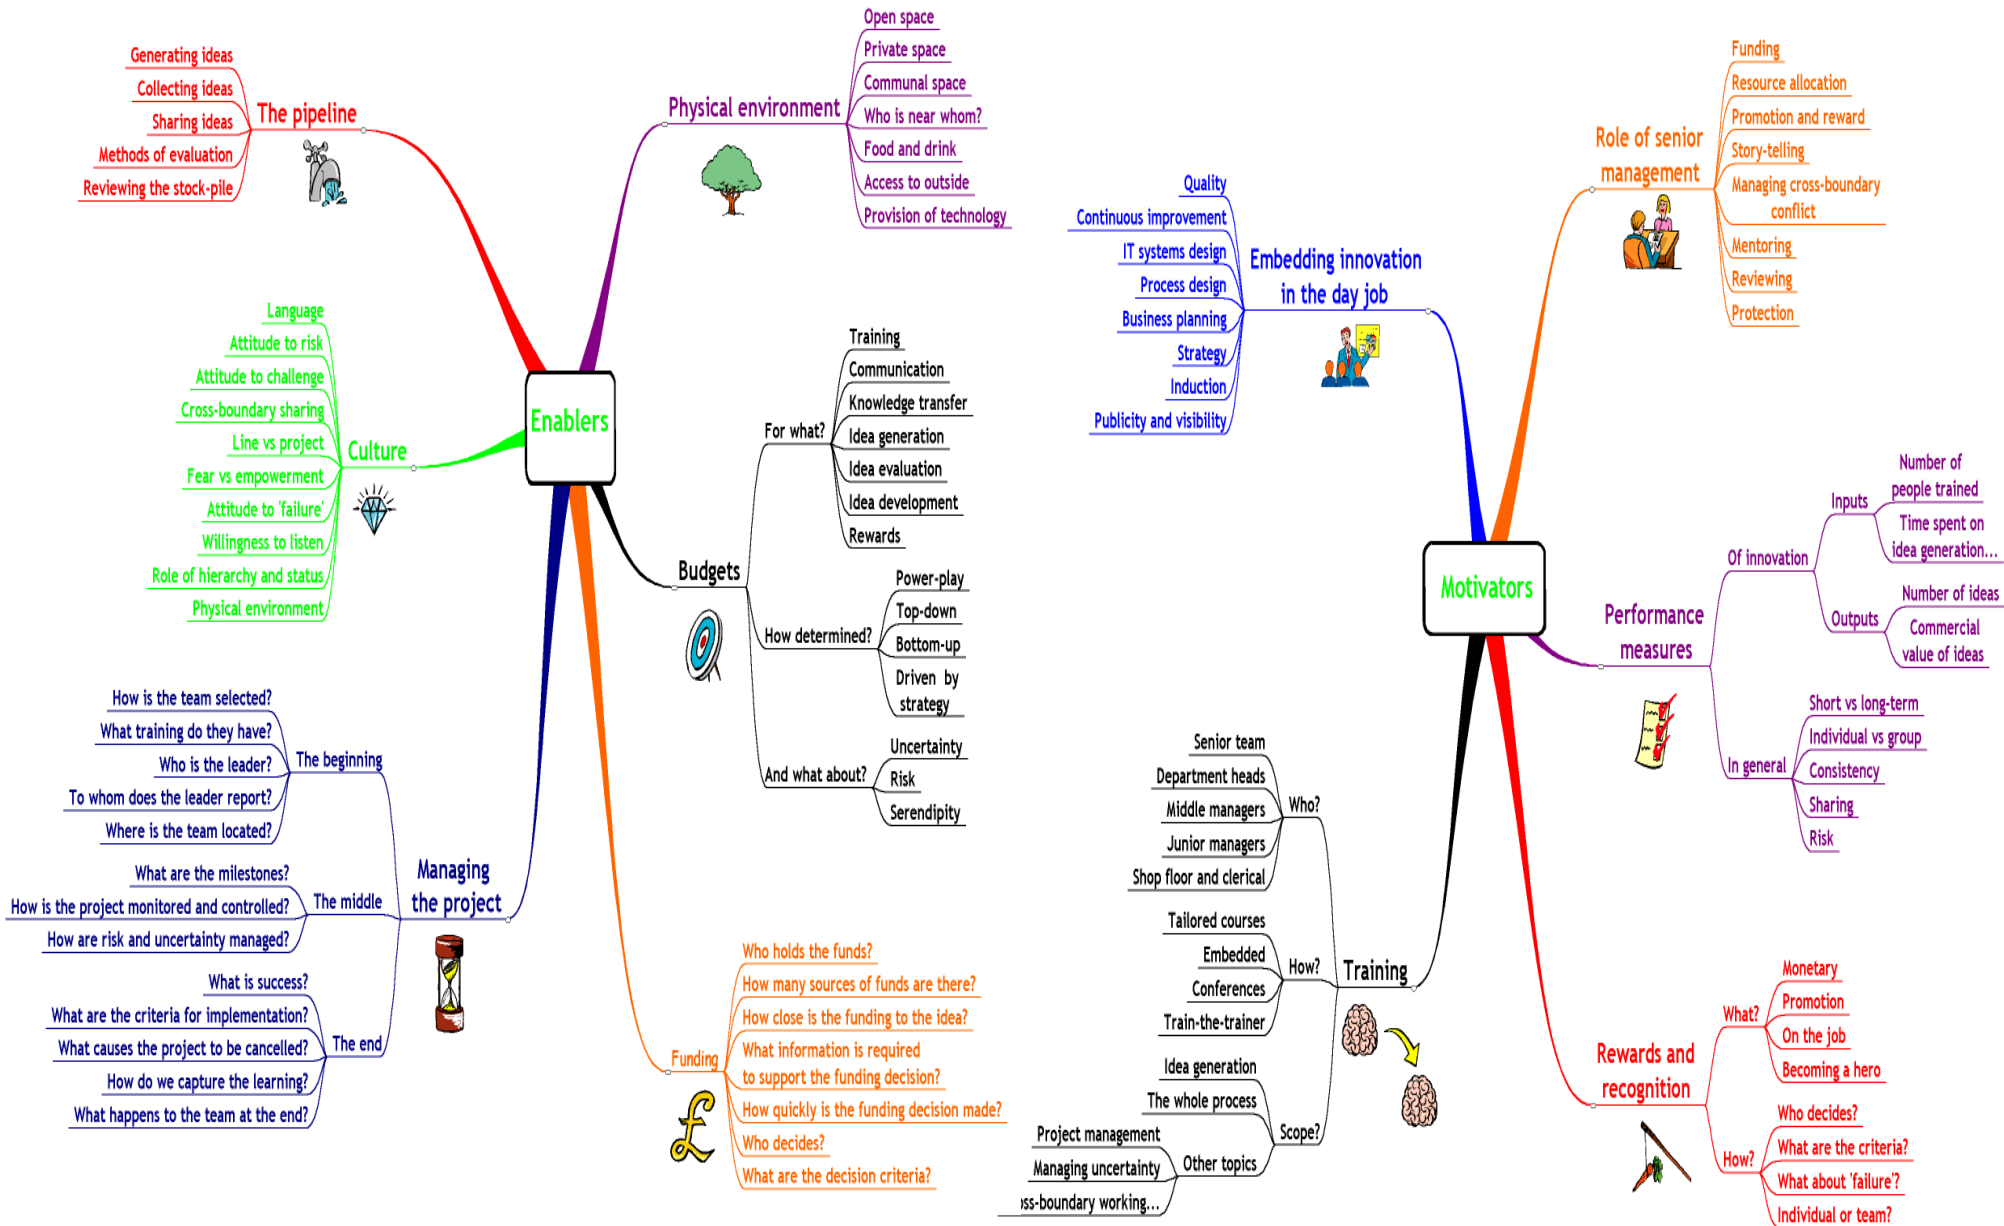 Enablers
The pipeline
Generating ideas
Collecting ideas
Sharing ideas
Methods of evaluation
Reviewing the stock-pile
Culture
Language
Attitude to risk
Attitude to challenge
Cross-boundary sharing
Line vs project
Fear vs empowerment
Attitude to 'failure'
Willingness to listen
Role of hierarchy and status
Physical environment
Managing
the project
The beginning
How is the team selected?
What training do they have?
Who is the leader?
To whom does the leader report?
Where is the team located?
The middle
What are the milestones?
How is the project monitored and controlled?
How are risk and uncertainty managed?
The end
What is success?
What are the criteria for implementation?
What causes the project to be cancelled?
How do we capture the learning?
What happens to the team at the end?
Physical environment
Open space
Private space
Communal space
Who is near whom?
Food and drink
Access to outside
Provision of technology
Budgets
For what?
Training
Communication
Knowledge transfer
Idea generation
Idea evaluation
Idea development
Rewards
How determined?
Power-play
Top-down
Bottom-up
Driven by
strategy
And what about?
Uncertainty
Risk
Serendipity
Funding
Who holds the funds?
How many sources of funds are there?
How close is the funding to the idea?
What information is required
to support the funding decision?
How quickly is the funding decision made?
Who decides?
What are the decision criteria?
Motivators
Embedding innovation
in the day job
Quality
Continuous improvement
IT systems design
Process design
Business planning
Strategy
Induction
Publicity and visibility
Training
Who?
Senior team
Department heads
Middle managers
Junior managers
Shop floor and clerical
How?
Tailored courses
Embedded
Conferences
Train-the-trainer
Scope?
Idea generation
The whole process
Other topics
Project management
Managing uncertainty
ss-boundary working...
Role of senior
management
Funding
Resource allocation
Promotion and reward
Story-telling
Managing cross-boundary
conflict
Mentoring
Reviewing
Protection
Performance
measures
Of innovation
Inputs
Number of
people trained
Time spent on
idea generation...
Outputs
Number of ideas
Commercial
value of ideas
In general
Short vs long-term
Individual vs group
Consistency
Sharing
Risk
Rewards and
recognition
What?
Monetary
Promotion
On the job
Becoming a hero
How?
Who decides?
What are the criteria?
What about 'failure'?
Individual or team?